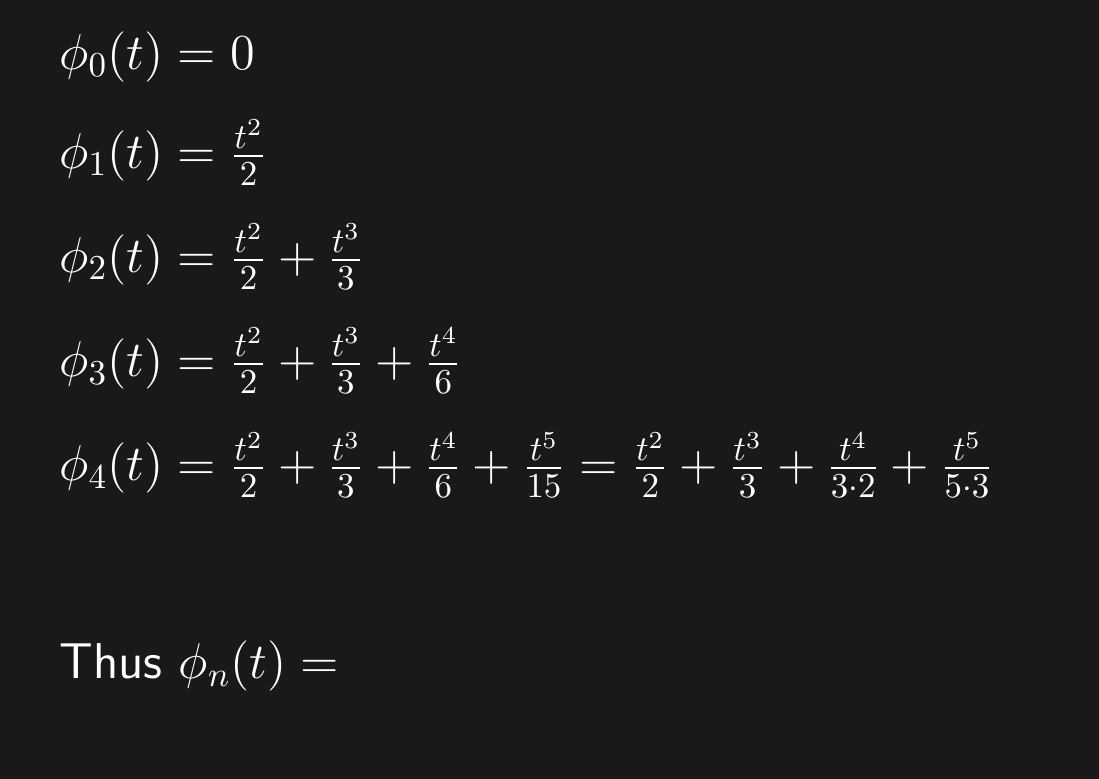 ϕ₀(t) = 0
ϕ₁(t) = t²/2
ϕ₂(t) = t²/2 + t³/3
ϕ₃(t) = t²/2 + t³/3 + t⁴/6
ϕ₄(t) = t²/2 + t³/3 + t⁴/6 + t⁵/15 = t²/2 + t³/3 + t⁴/(3·2) + t⁵/(5·3)
Thus ϕₙ(t) =